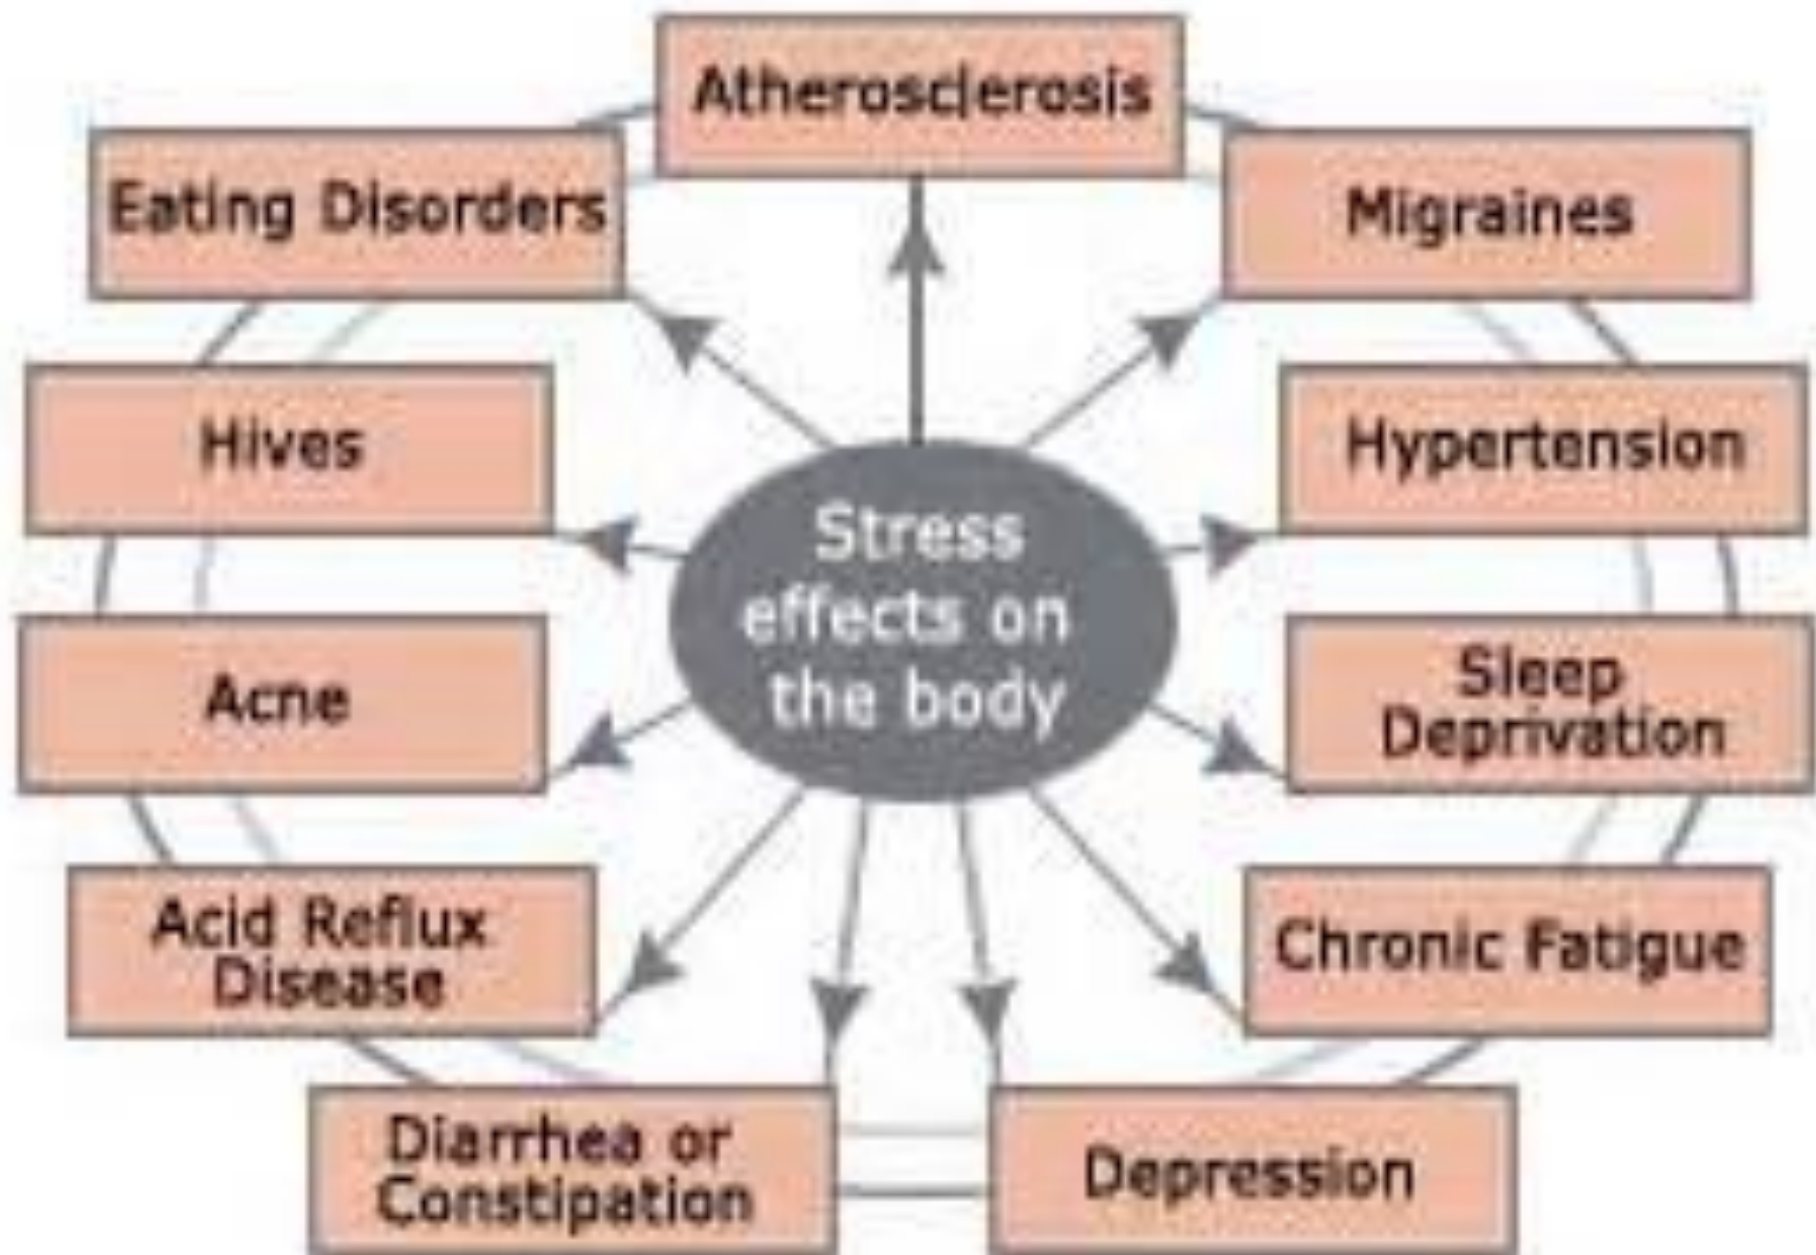 Atherosclerosis
Eating Disorders
Migraines
Hives
Hypertension
Stress
effects on
the body
Acne
Sleep
Deprivation
Acid Reflux
Disease
Chronic Fatigue
Diarrhea or
Constipation
Depression